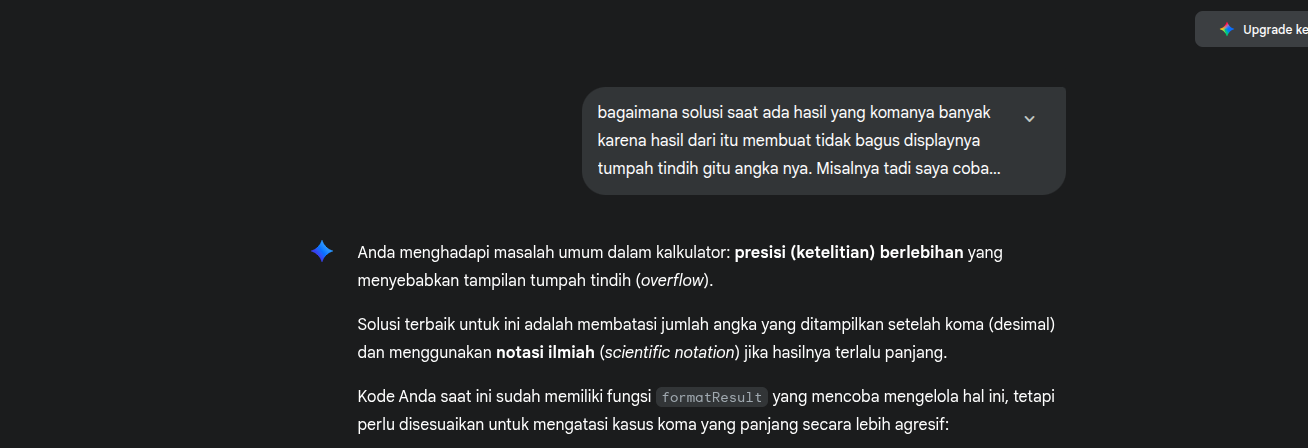 Upgrade ke
bagaimana solusi saat ada hasil yang komanya banyak
karena hasil dari itu membuat tidak bagus displaynya
tumpah tindih gitu angka nya. Misalnya tadi saya coba...
Anda menghadapi masalah umum dalam kalkulator: presisi (ketelitian) berlebihan yang
menyebabkan tampilan tumpah tindih (overflow).
Solusi terbaik untuk ini adalah membatasi jumlah angka yang ditampilkan setelah koma (desimal)
dan menggunakan notasi ilmiah (scientific notation) jika hasilnya terlalu panjang.
Kode Anda saat ini sudah memiliki fungsi formatResult yang mencoba mengelola hal ini, tetapi
perlu disesuaikan untuk mengatasi kasus koma yang panjang secara lebih agresif: